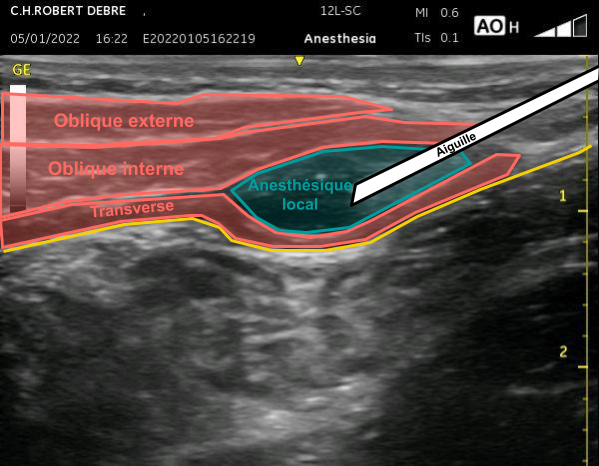 C.H.ROBERT DEBRE ,
12L-SC
MI 0.6
AO H
05/01/2022 16:22 E20220105162219
Anesthesia
TIs 0.1
GE
Oblique externe
Aiguille
Oblique interne
Anesthésique
local
Transverse
1
2